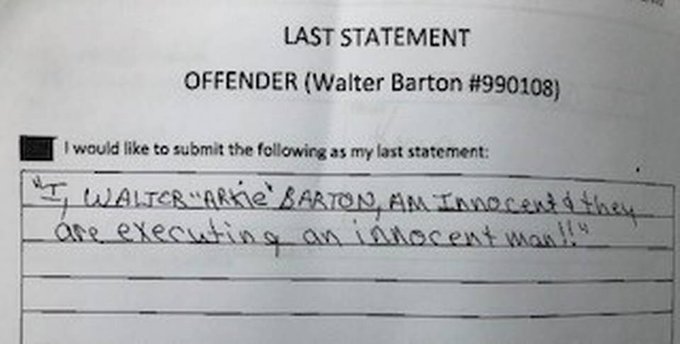 LAST STATEMENT
OFFENDER (Walter Barton #990108)
I would like to submit the following as my last statement:
"I, WALTER "ARKIE" BARTON, AM Innocent & they
are executing an innocent man!!"